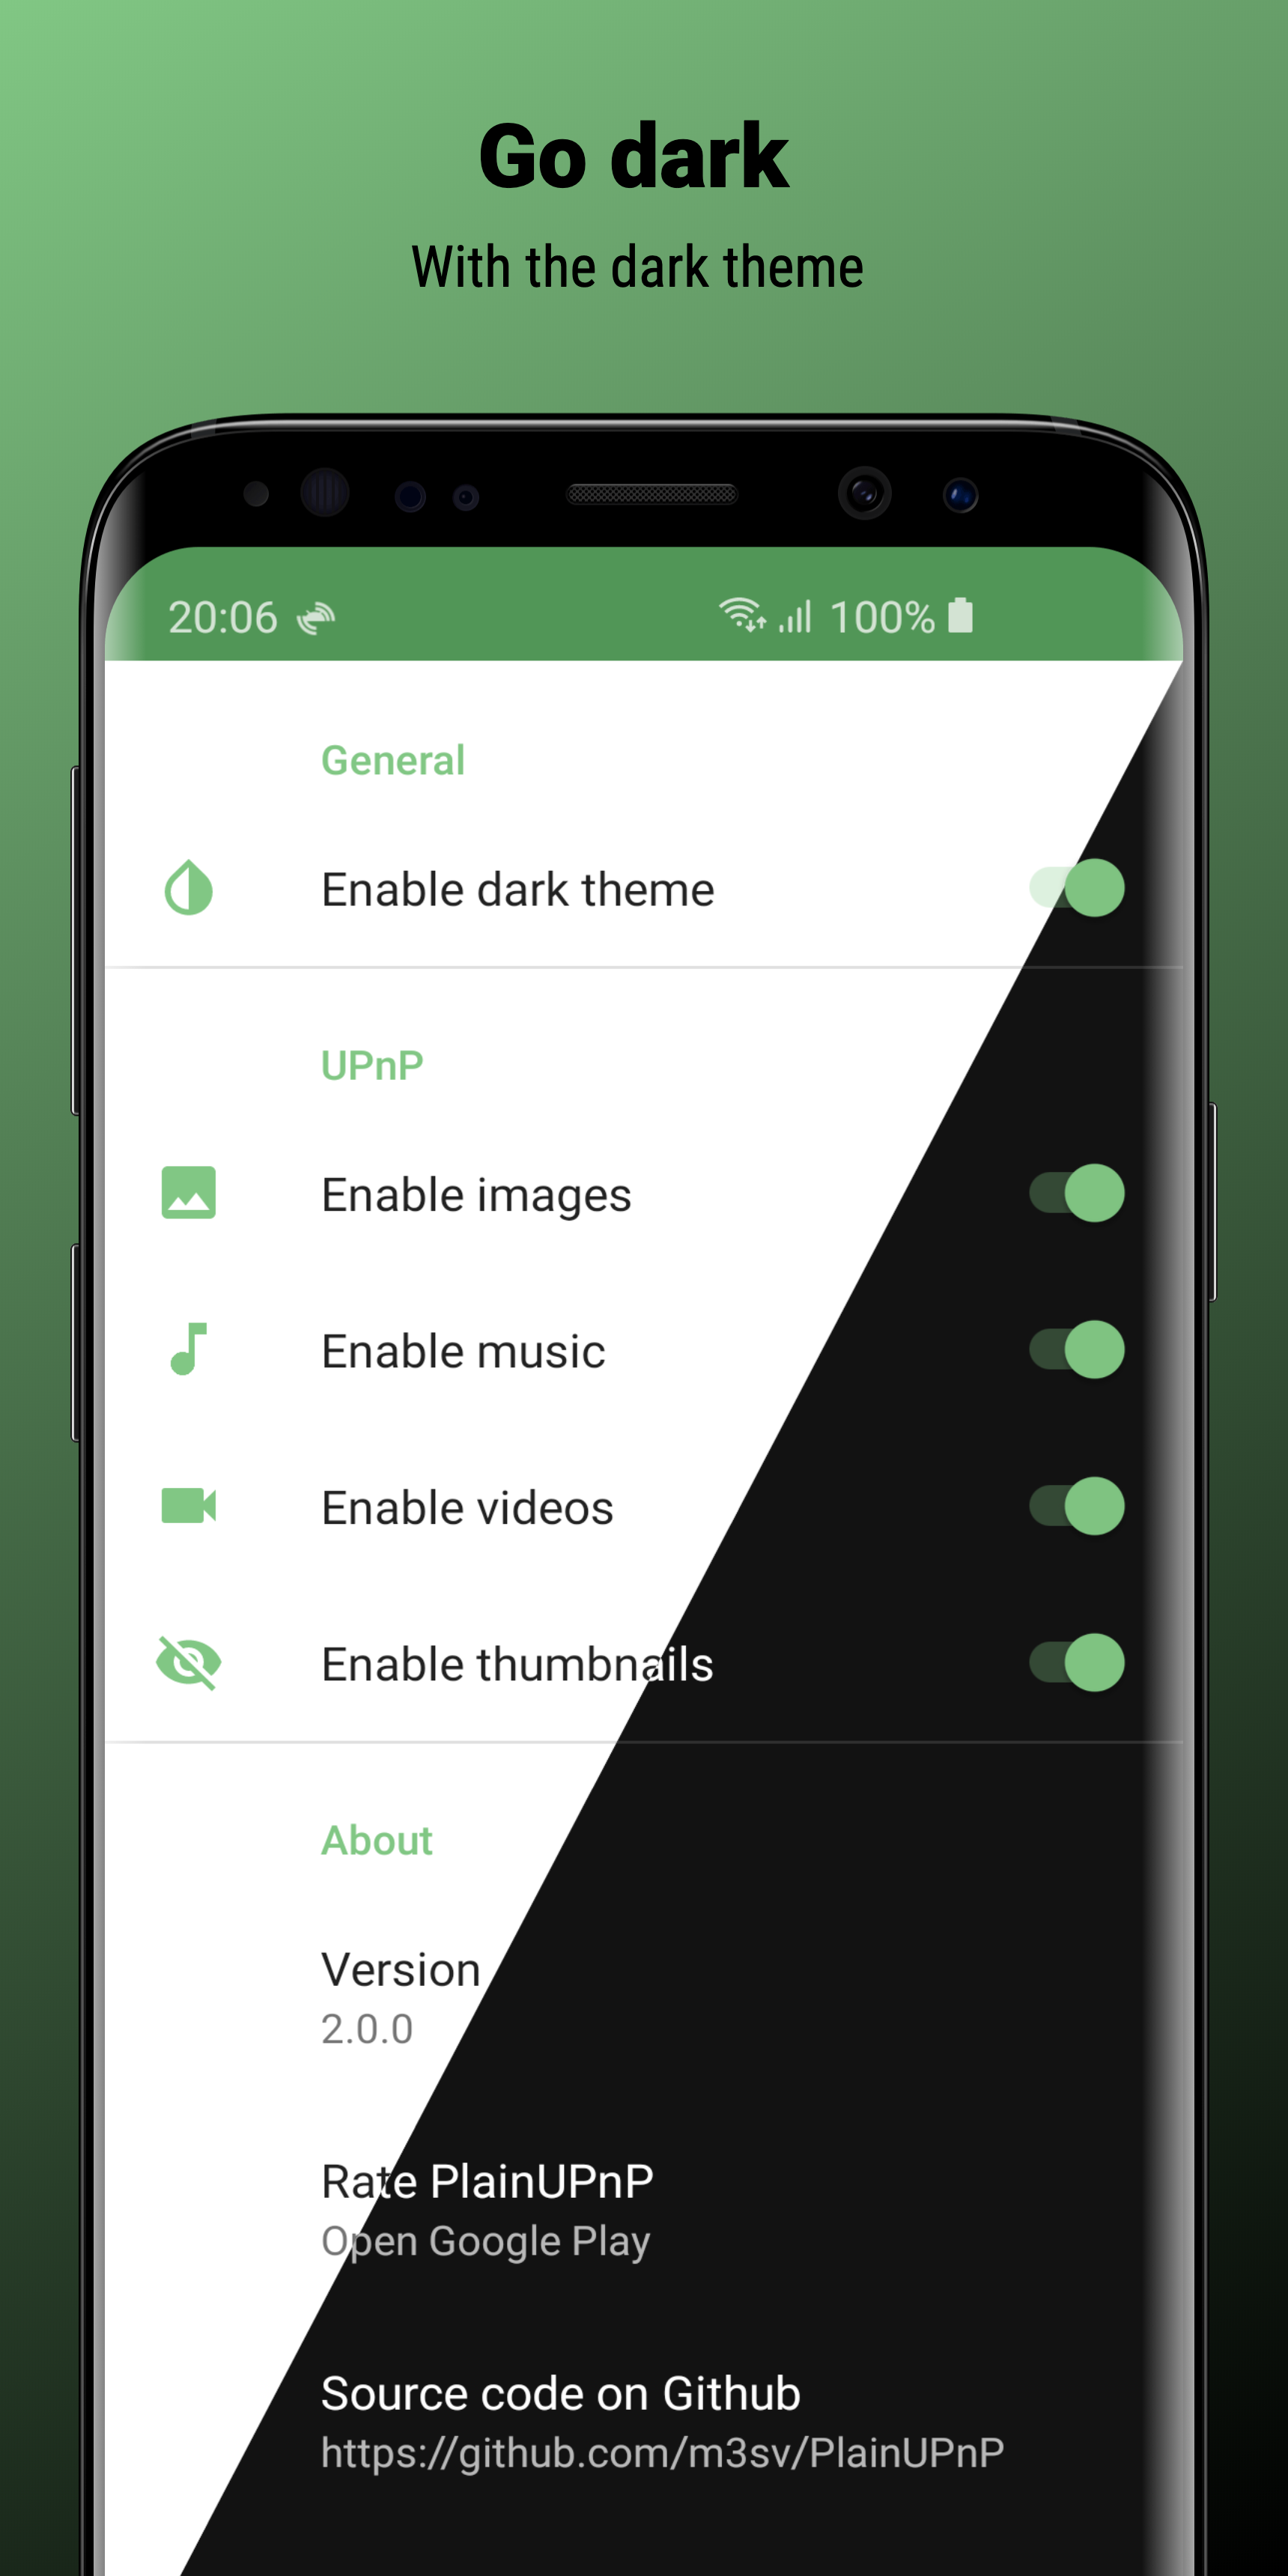 Go dark
With the dark theme
20:06 100%
General
Enable dark theme
UPnP
Enable images
Enable music
Enable videos
Enable thumbnails
About
Version
2.0.0
Rate PlainUPnP
Open Google Play
Source code on Github
https://github.com/m3sv/PlainUPnP